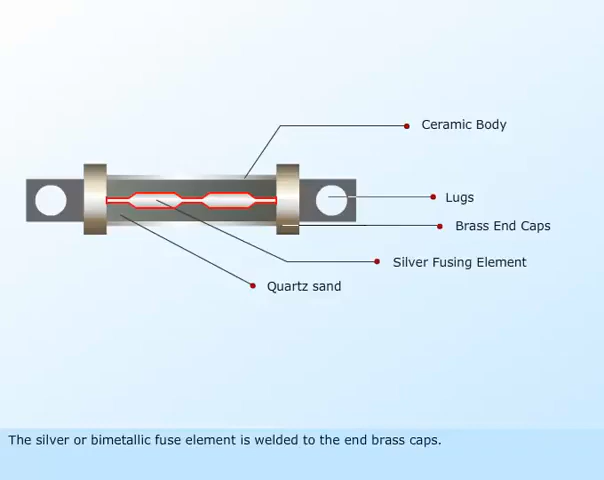 Ceramic Body
Lugs
Brass End Caps
Silver Fusing Element
Quartz sand
The silver or bimetallic fuse element is welded to the end brass caps.